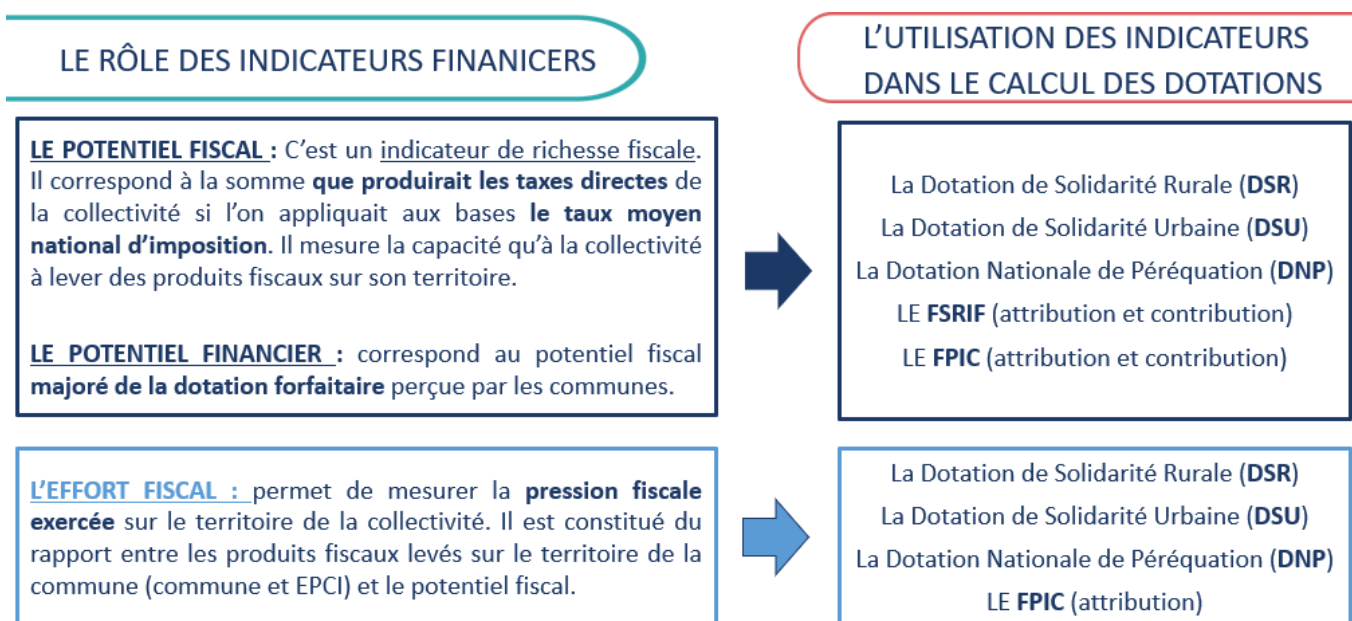 LE RÔLE DES INDICATEURS FINANICERS
L'UTILISATION DES INDICATEURS
DANS LE CALCUL DES DOTATIONS
LE POTENTIEL FISCAL : C'est un indicateur de richesse fiscale.
Il correspond à la somme que produirait les taxes directes de
la collectivité si l'on appliquait aux bases le taux moyen
national d'imposition. Il mesure la capacité qu'à la collectivité
à lever des produits fiscaux sur son territoire.
LE POTENTIEL FINANCIER : correspond au potentiel fiscal
majoré de la dotation forfaitaire perçue par les communes.
La Dotation de Solidarité Rurale (DSR)
La Dotation de Solidarité Urbaine (DSU)
La Dotation Nationale de Péréquation (DNP)
LE FSRIF (attribution et contribution)
LE FPIC (attribution et contribution)
L'EFFORT FISCAL : permet de mesurer la pression fiscale
exercée sur le territoire de la collectivité. Il est constitué du
rapport entre les produits fiscaux levés sur le territoire de la
commune (commune et EPCI) et le potentiel fiscal.
La Dotation de Solidarité Rurale (DSR)
La Dotation de Solidarité Urbaine (DSU)
La Dotation Nationale de Péréquation (DNP)
LE FPIC (attribution)